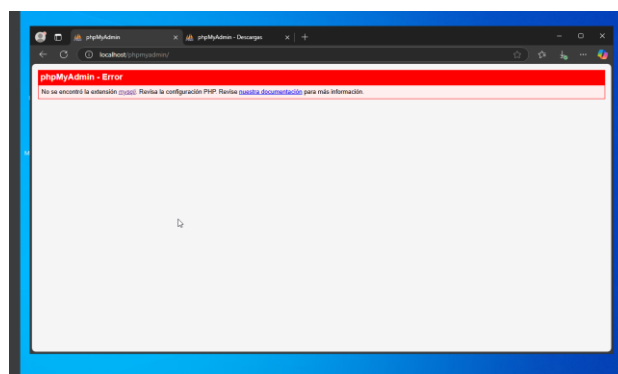 phpMyAdmin
phpMyAdmin - Descargas
localhost/phpmyadmin/
phpMyAdmin - Error
No se encontró la extensión mysqli. Revisa la configuración PHP. Revise nuestra documentación para más información.
M